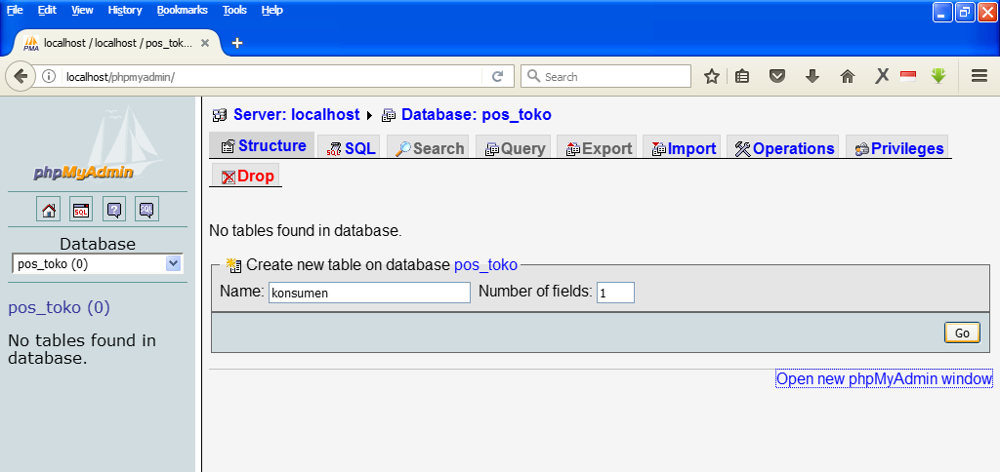 File Edit View History Bookmarks Tools Help
PMA localhost / localhost / pos_tok...
localhost/phpmyadmin/ Search
phpMyAdmin
SQL ? SQL
Database
pos_toko (0)
pos_toko (0)
No tables found in
database.
Server: localhost Database: pos_toko
Structure SQL Search Query Export Import Operations Privileges
Drop
No tables found in database.
Create new table on database pos_toko
Name: konsumen Number of fields: 1
Go
Open new phpMyAdmin window